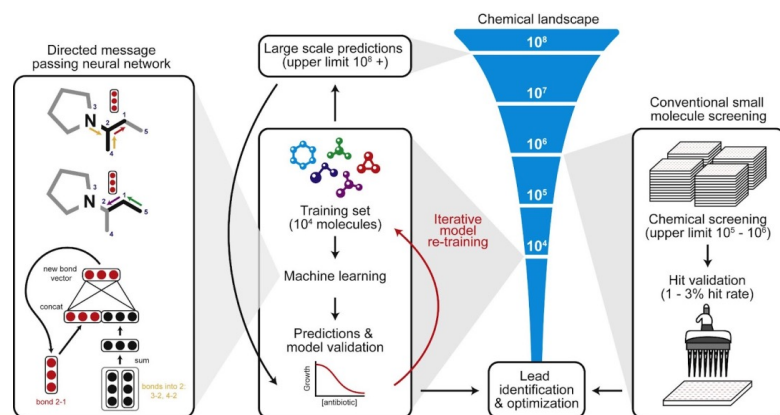 Directed message
passing neural network
3
N
2
1
5
4
3
N
2
1
4
5
new bond
vector
concat
sum
bond 2-1
bonds into 2:
3-2, 4-2
Large scale predictions
(upper limit 10⁸ +)
Training set
(10⁴ molecules)
Machine learning
Predictions &
model validation
Growth
[antibiotic]
Iterative
model
re-training
Chemical landscape
10⁸
10⁷
10⁶
10⁵
10⁴
Lead
identification
& optimization
Conventional small
molecule screening
Chemical screening
(upper limit 10⁵ - 10⁶)
Hit validation
(1 - 3% hit rate)